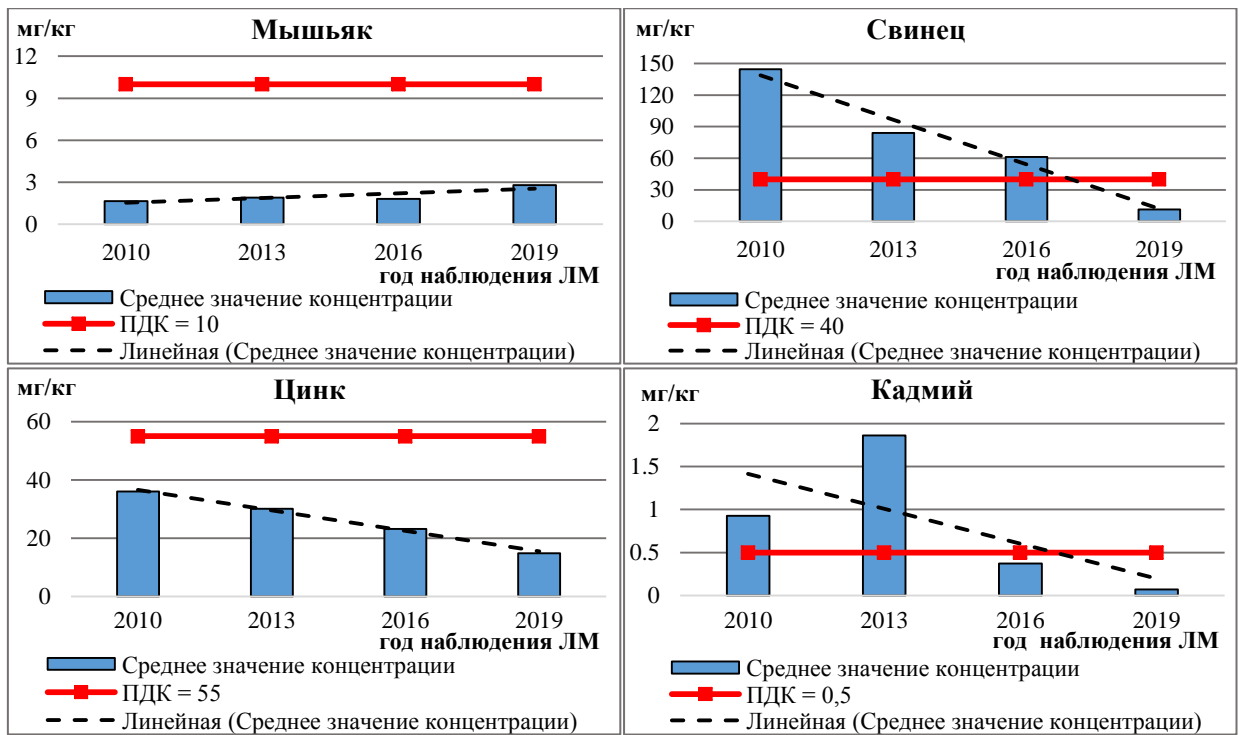 мг/кг
Мышьяк
12
9
6
3
0
2010 2013 2016 2019
год наблюдения ЛМ
Среднее значение концентрации
ПДК = 10
Линейная (Среднее значение концентрации)
мг/кг
Свинец
150
120
90
60
30
0
2010 2013 2016 2019
год наблюдения ЛМ
Среднее значение концентрации
ПДК = 40
Линейная (Среднее значение концентрации)
мг/кг
Цинк
60
40
20
0
2010 2013 2016 2019
год наблюдения ЛМ
Среднее значение концентрации
ПДК = 55
Линейная (Среднее значение концентрации)
мг/кг
Кадмий
2
1.5
1
0.5
0
2010 2013 2016 2019
год наблюдения ЛМ
Среднее значение концентрации
ПДК = 0,5
Линейная (Среднее значение концентрации)